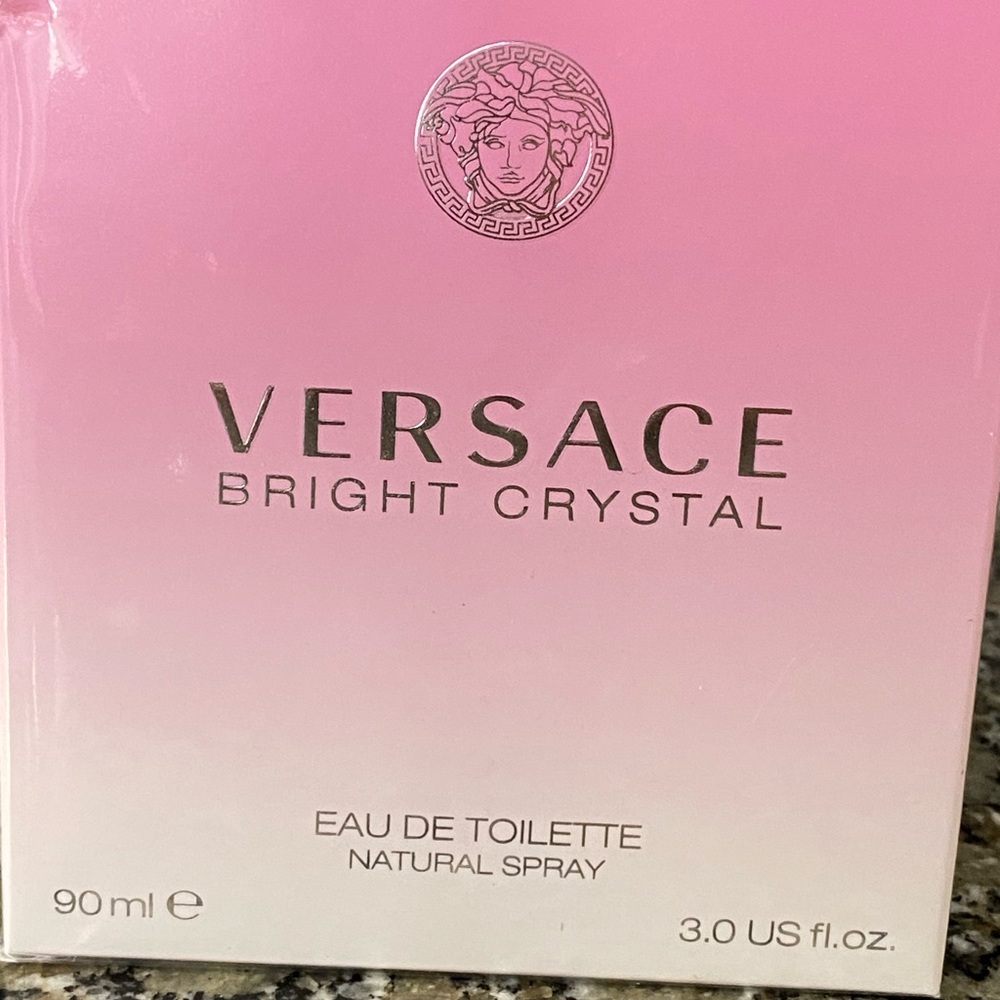 VERSACE
BRIGHT CRYSTAL
EAU DE TOILETTE
NATURAL SPRAY
90 ml ℮
3.0 US fl.oz.